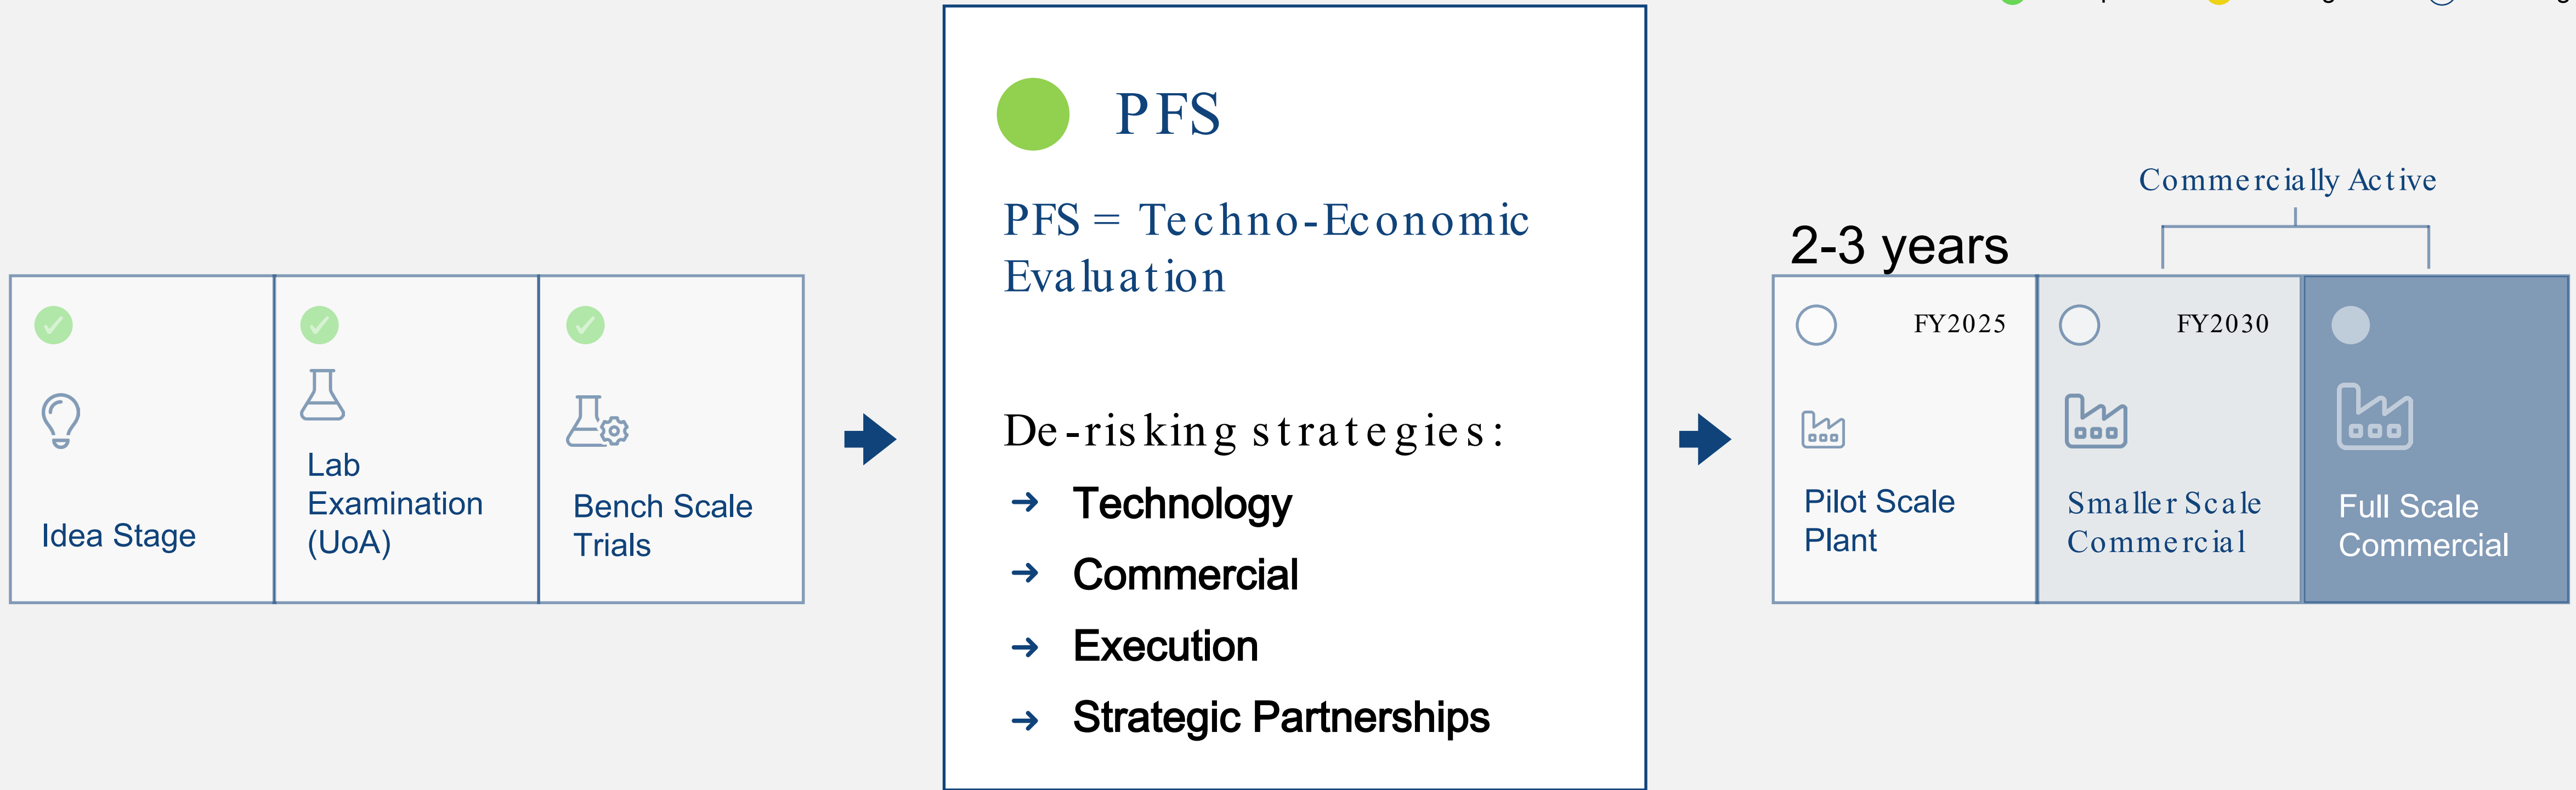 PFS
PFS = Techno-Economic
Evaluation
De-risking strategies:
Technology
Commercial
Execution
Strategic Partnerships
Idea Stage
Lab
Examination
(UoA)
Bench Scale
Trials
Commercially Active
2-3 years
FY2025
Pilot Scale
Plant
FY2030
Smaller Scale
Commercial
Full Scale
Commercial